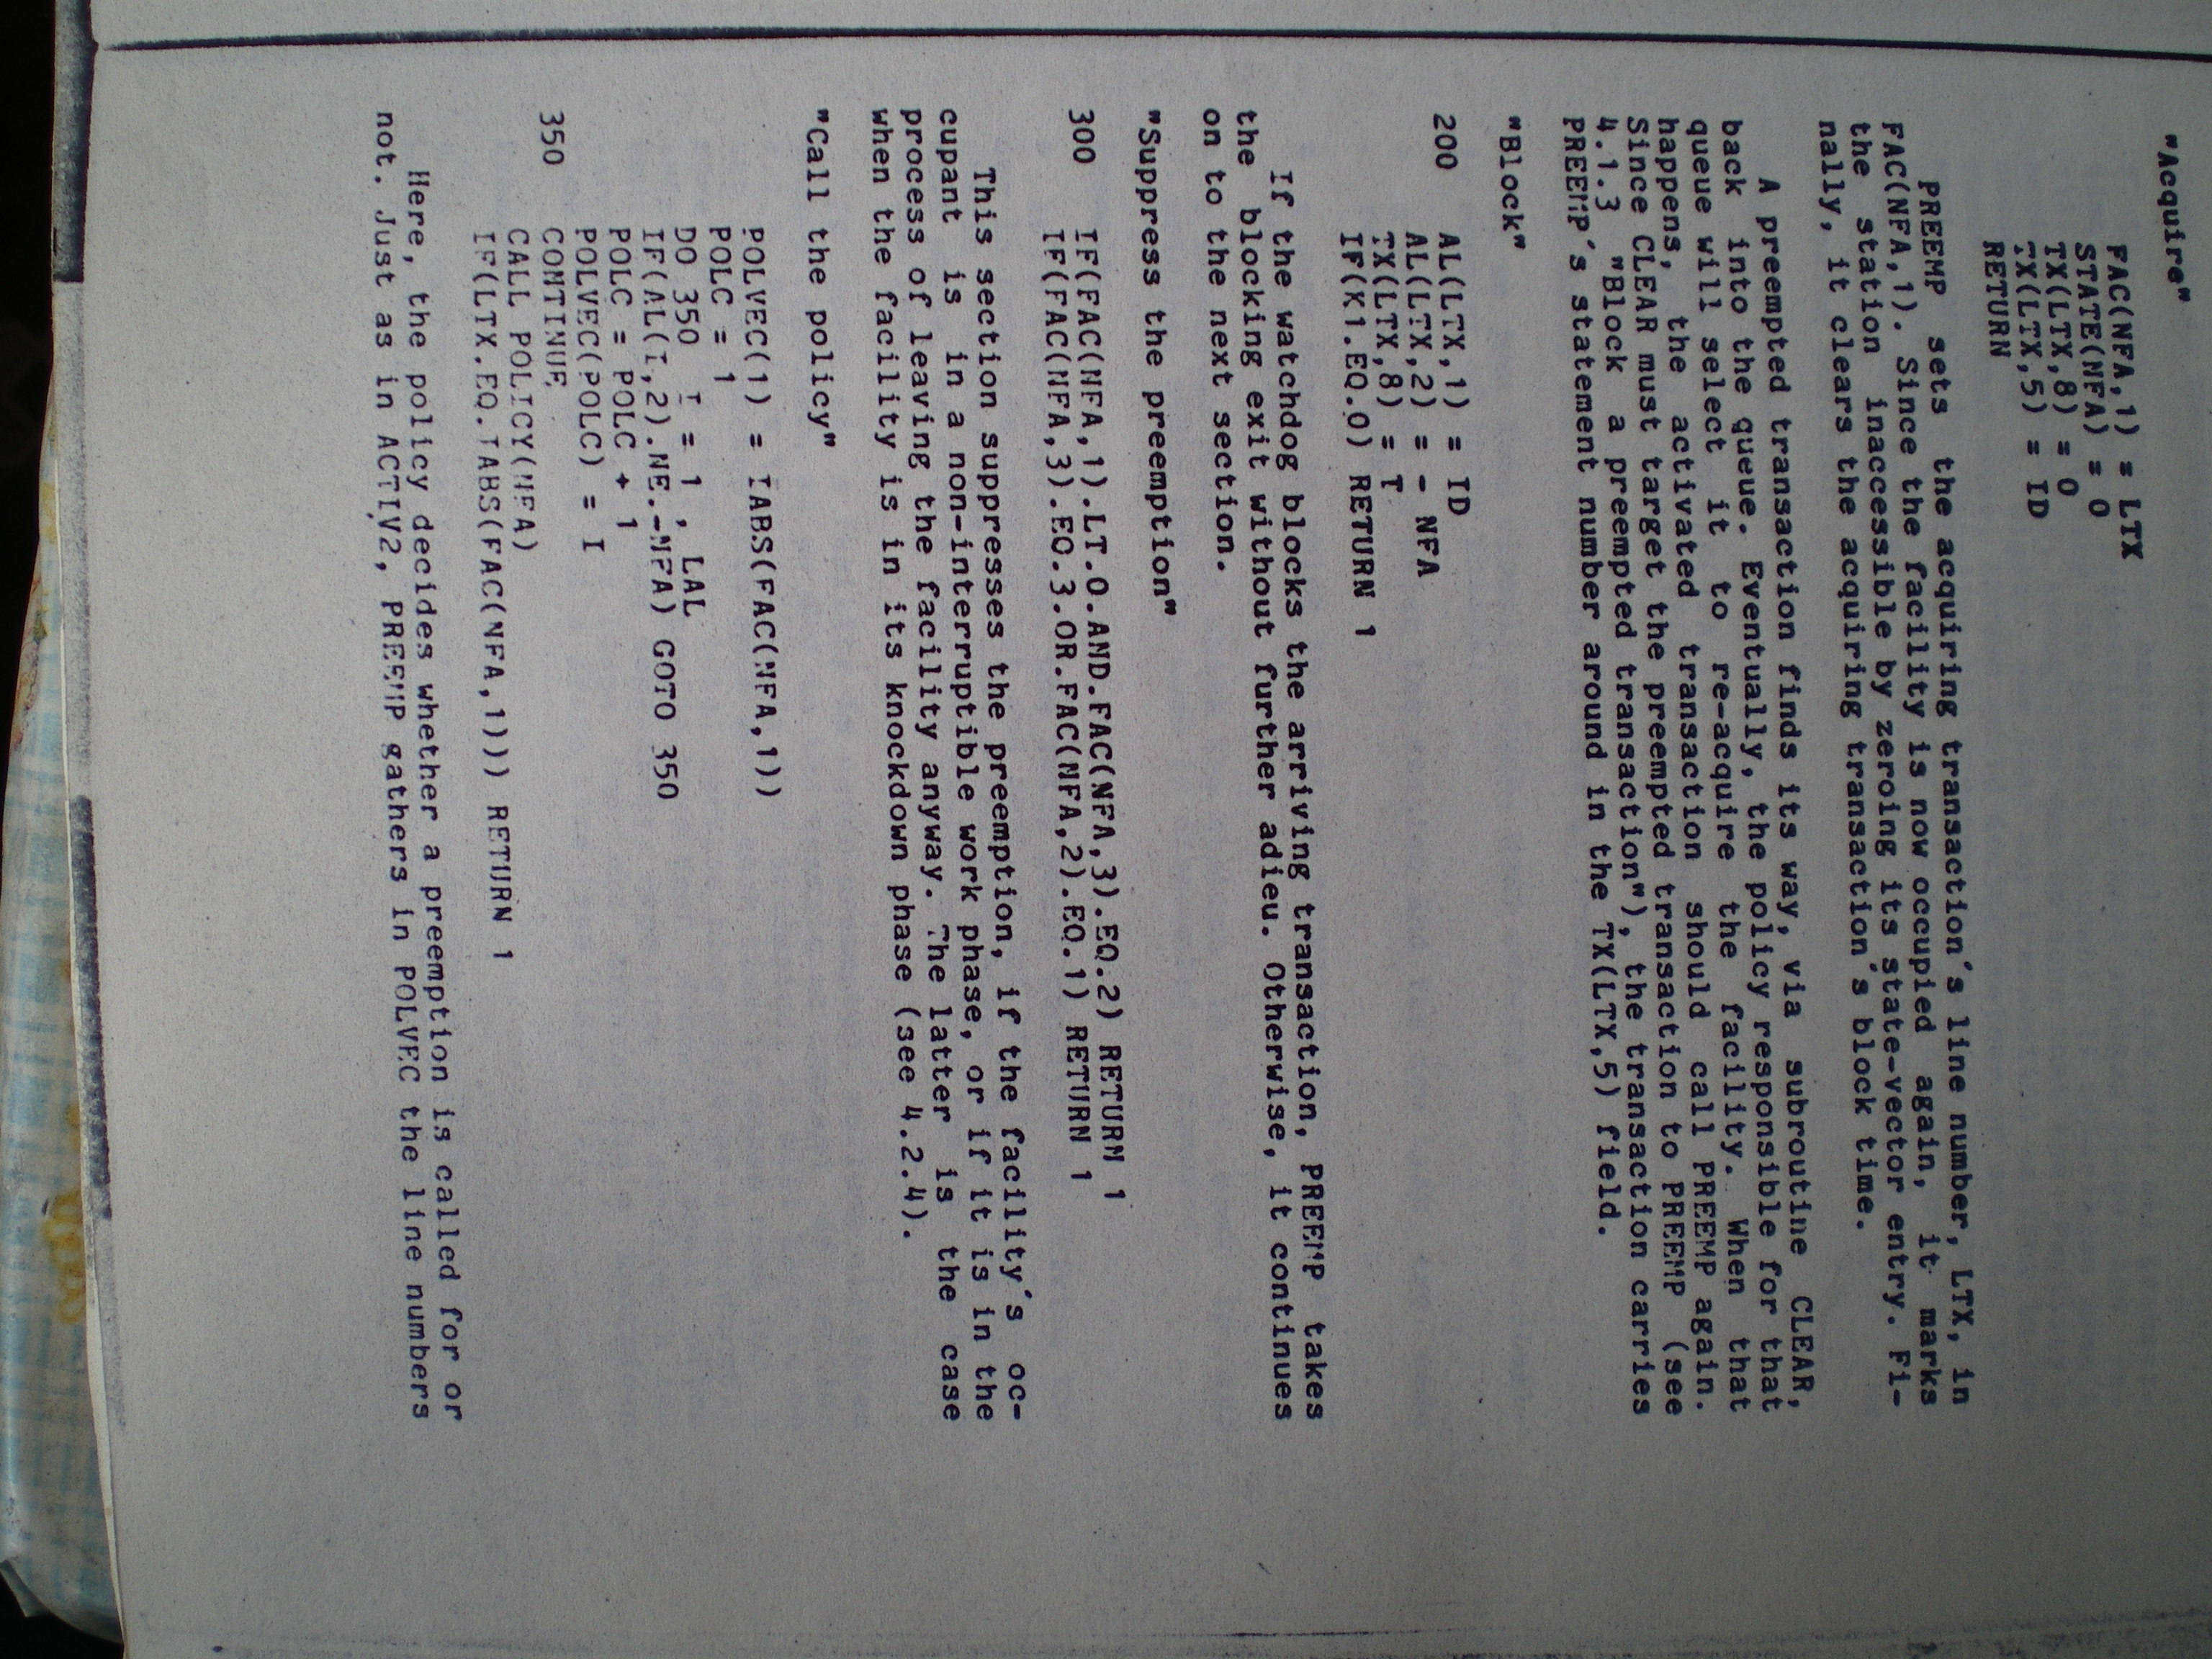 "Acquire"
FAC(NFA,1) = LTX
STATE(NFA) = 0
TX(LTX,8) = 0
TX(LTX,5) = ID
RETURN
PREEMP sets the acquiring transaction's line number, LTX, in
FAC(NFA,1). Since the facility is now occupied again, it marks
the station inaccessible by zeroing its state-vector entry. Fi-
nally, it clears the acquiring transaction's block time.
A preempted transaction finds its way, via subroutine CLEAR,
back into the queue. Eventually, the policy responsible for that
queue will select it to re-acquire the facility. When that
happens, the activated transaction should call PREEMP again.
Since CLEAR must target the preempted transaction to PREEMP (see
4.1.3 "Block a preempted transaction"), the transaction carries
PREEMP's statement number around in the TX(LTX,5) field.
"Block"
200 AL(LTX,1) = ID
AL(LTX,2) = - NFA
TX(LTX,8) = T
IF(K1.EQ.0) RETURN 1
If the watchdog blocks the arriving transaction, PREEMP takes
the blocking exit without further adieu. Otherwise, it continues
on to the next section.
"Suppress the preemption"
300 IF(FAC(NFA,1).LT.0.AND.FAC(NFA,3).EQ.2) RETURN 1
IF(FAC(NFA,3).EQ.3.OR.FAC(NFA,2).EQ.1) RETURN 1
This section suppresses the preemption, if the facility's oc-
cupant is in a non-interruptible work phase, or if it is in the
process of leaving the facility anyway. The latter is the case
when the facility is in its knockdown phase (see 4.2.4).
"Call the policy"
POLVEC(1) = IABS(FAC(NFA,1))
POLC = 1
DO 350 I = 1 , LAL
IF(AL(I,2).NE.-NFA) GOTO 350
POLC = POLC + 1
POLVEC(POLC) = I
350 CONTINUE
CALL POLICY(NFA)
IF(LTX.EQ.IABS(FAC(NFA,1))) RETURN 1
Here, the policy decides whether a preemption is called for or
not. Just as in ACTIV2, PREEMP gathers in POLVEC the line numbers